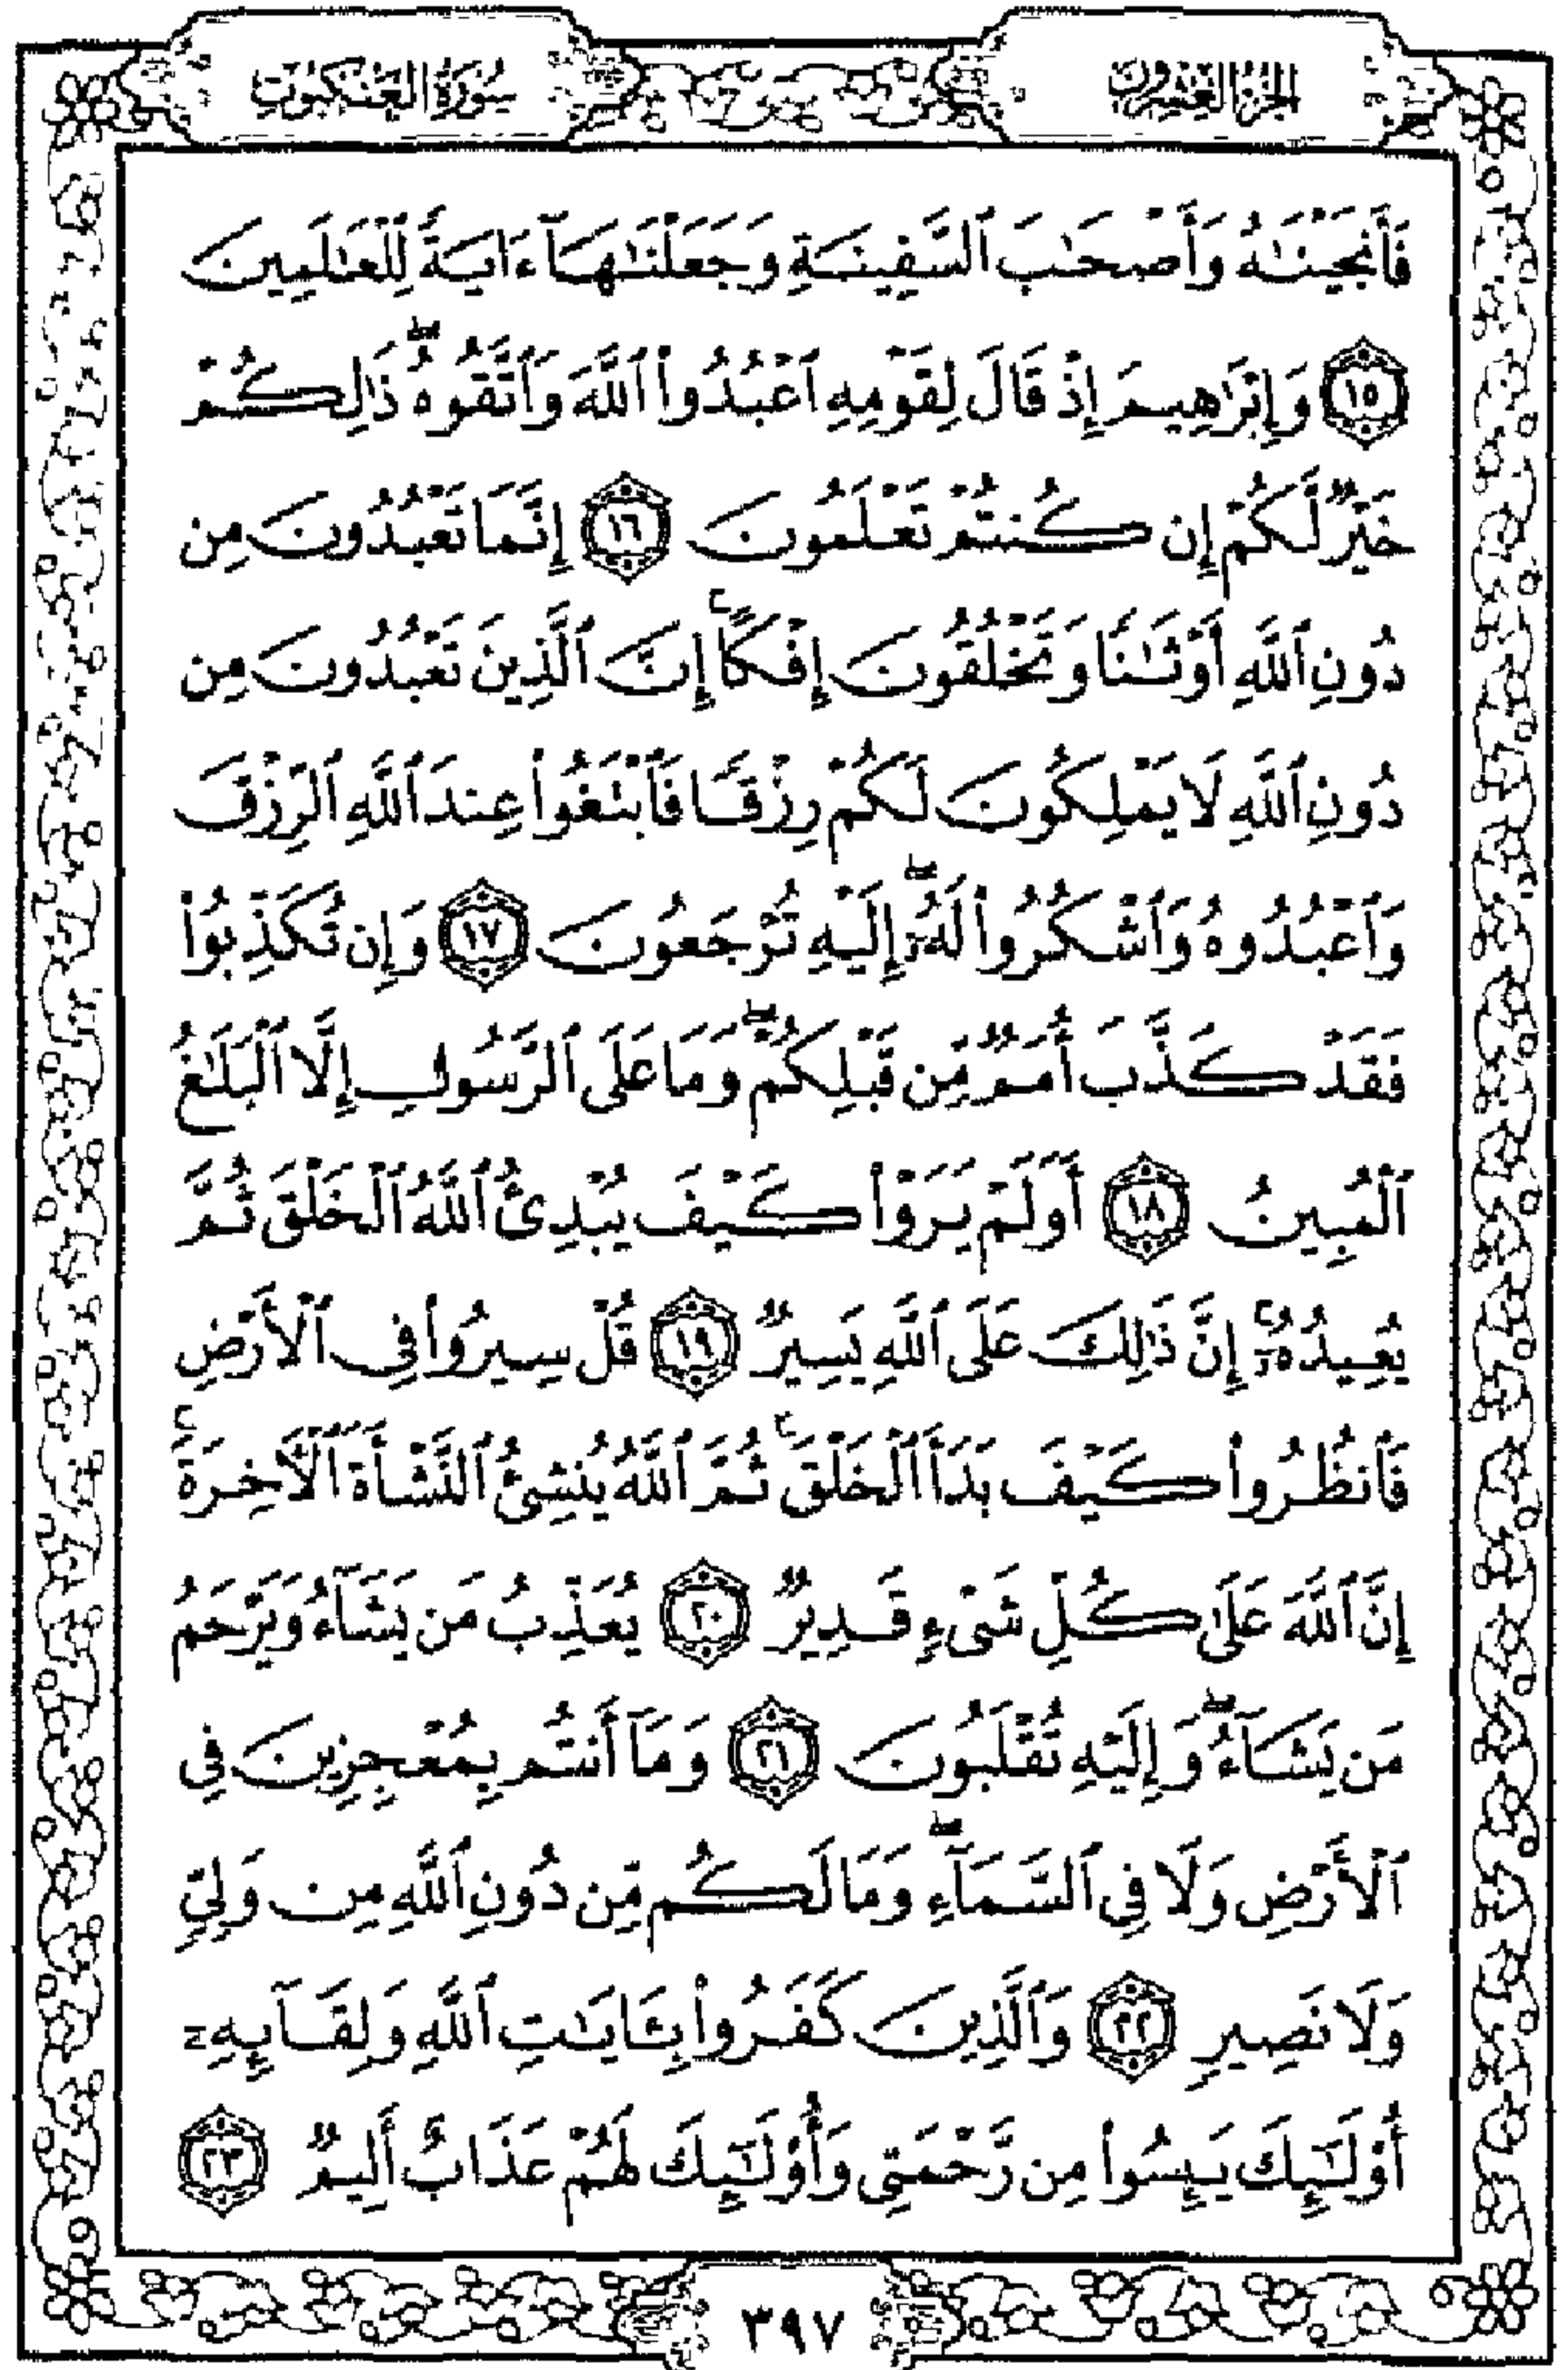 الجزء العشرون
سورة العنكبوت
فَأَنجَيْنَٰهُ وَأَصْحَٰبَ ٱلسَّفِينَةِ وَجَعَلْنَٰهَآ ءَايَةً لِّلْعَٰلَمِينَ
١٥ وَإِبْرَٰهِيمَ إِذْ قَالَ لِقَوْمِهِ ٱعْبُدُوا۟ ٱللَّهَ وَٱتَّقُوهُ ۖ ذَٰلِكُمْ
خَيْرٌ لَّكُمْ إِن كُنتُمْ تَعْلَمُونَ ١٦ إِنَّمَا تَعْبُدُونَ مِن
دُونِ ٱللَّهِ أَوْثَٰنًا وَتَخْلُقُونَ إِفْكًا ۚ إِنَّ ٱلَّذِينَ تَعْبُدُونَ مِن
دُونِ ٱللَّهِ لَا يَمْلِكُونَ لَكُمْ رِزْقًا فَٱبْتَغُوا۟ عِندَ ٱللَّهِ ٱلرِّزْقَ
وَٱعْبُدُوهُ وَٱشْكُرُوا۟ لَهُۥٓ ۖ إِلَيْهِ تُرْجَعُونَ ١٧ وَإِن تُكَذِّبُوا۟
فَقَدْ كَذَّبَ أُمَمٌ مِّن قَبْلِكُمْ ۖ وَمَا عَلَى ٱلرَّسُولِ إِلَّا ٱلْبَلَٰغُ
ٱلْمُبِينُ ١٨ أَوَلَمْ يَرَوْا۟ كَيْفَ يُبْدِئُ ٱللَّهُ ٱلْخَلْقَ ثُمَّ
يُعِيدُهُۥٓ ۚ إِنَّ ذَٰلِكَ عَلَى ٱللَّهِ يَسِيرٌ ١٩ قُلْ سِيرُوا۟ فِى ٱلْأَرْضِ
فَٱنظُرُوا۟ كَيْفَ بَدَأَ ٱلْخَلْقَ ۚ ثُمَّ ٱللَّهُ يُنشِئُ ٱلنَّشْأَةَ ٱلْءَاخِرَةَ ۚ
إِنَّ ٱللَّهَ عَلَىٰ كُلِّ شَىْءٍ قَدِيرٌ ٢٠ يُعَذِّبُ مَن يَشَآءُ وَيَرْحَمُ
مَن يَشَآءُ ۖ وَإِلَيْهِ تُقْلَبُونَ ٢١ وَمَآ أَنتُم بِمُعْجِزِينَ فِى
ٱلْأَرْضِ وَلَا فِى ٱلسَّمَآءِ ۖ وَمَا لَكُم مِّن دُونِ ٱللَّهِ مِن وَلِىٍّ
وَلَا نَصِيرٍ ٢٢ وَٱلَّذِينَ كَفَرُوا۟ بِـَٔايَٰتِ ٱللَّهِ وَلِقَآئِهِۦٓ
أُو۟لَٰٓئِكَ يَئِسُوا۟ مِن رَّحْمَتِى وَأُو۟لَٰٓئِكَ لَهُمْ عَذَابٌ أَلِيمٌ ٢٣
٣٩٧